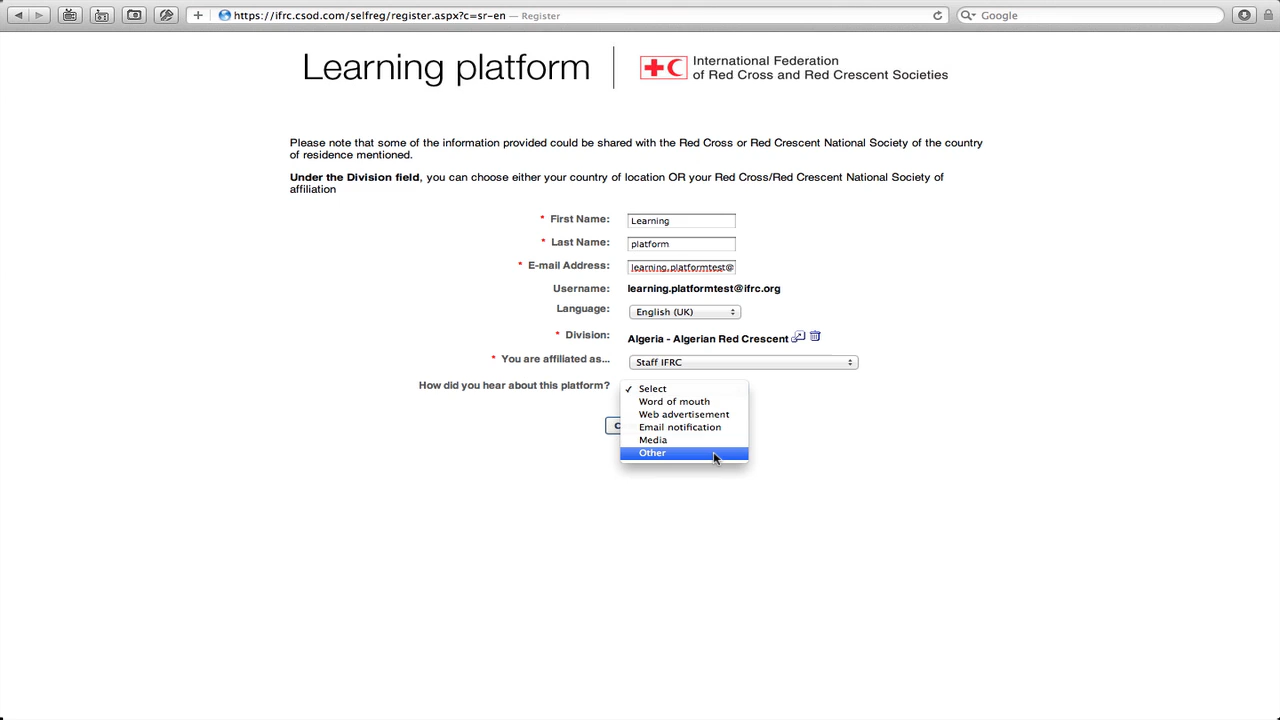 https://ifrc.csod.com/selfreg/register.aspx?c=sr-en — Register
Google
Learning platform
International Federation
of Red Cross and Red Crescent Societies
Please note that some of the information provided could be shared with the Red Cross or Red Crescent National Society of the country
of residence mentioned.
Under the Division field, you can choose either your country of location OR your Red Cross/Red Crescent National Society of
affiliation
* First Name: Learning
* Last Name: platform
* E-mail Address: learning.platformtest@
Username: learning.platformtest@ifrc.org
Language: English (UK)
* Division: Algeria - Algerian Red Crescent
* You are affiliated as... Staff IFRC
How did you hear about this platform? ✓ Select
Word of mouth
Web advertisement
Email notification
Media
Other